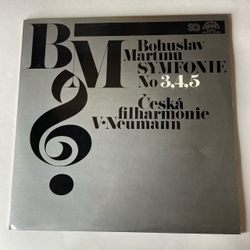 BM
Bohuslav
Martinů
SYMFONIE
No 3,4,5
Česká
filharmonie
V·Neumann